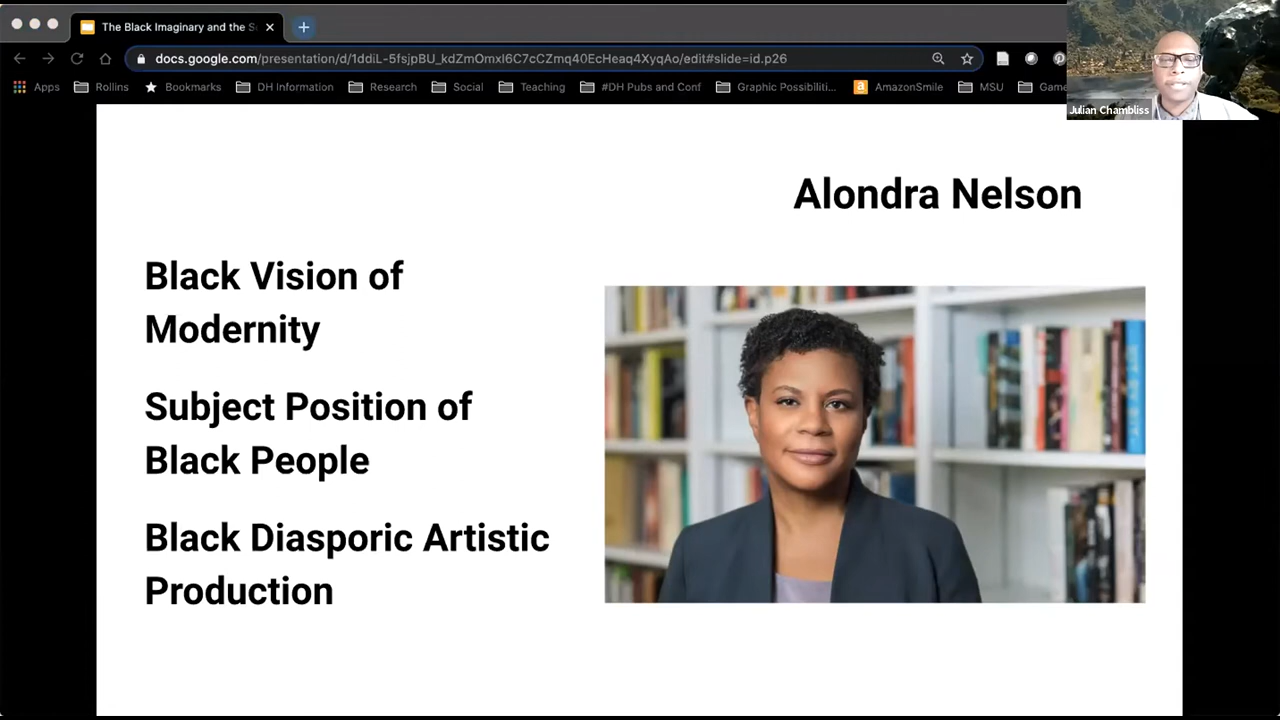 The Black Imaginary and the S
docs.google.com/presentation/d/1ddiL-5fsjpBU_kdZmOmxI6C7cCZmq40EcHeaq4XyqAo/edit#slide=id.p26
Apps Rollins Bookmarks DH Information Research Social Teaching #DH Pubs and Conf Graphic Possibiliti... AmazonSmile MSU Game
Julian Chambliss
Alondra Nelson
Black Vision of
Modernity
Subject Position of
Black People
Black Diasporic Artistic
Production